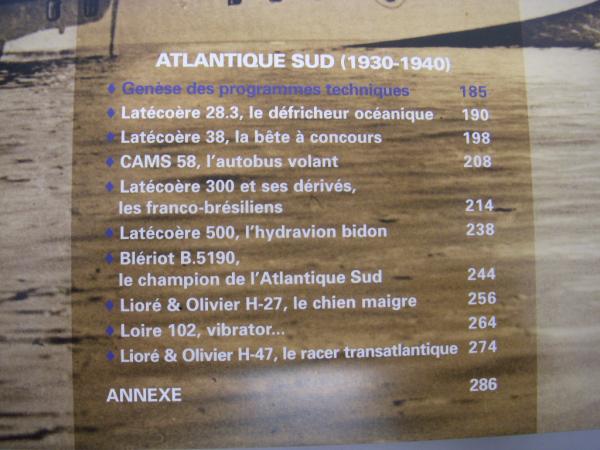 ATLANTIQUE SUD (1930-1940)
♦ Genèse des programmes techniques 185
♦ Latécoère 28.3, le défricheur océanique 190
♦ Latécoère 38, la bête à concours 198
♦ CAMS 58, l'autobus volant 208
♦ Latécoère 300 et ses dérivés,
les franco-brésiliens 214
♦ Latécoère 500, l'hydravion bidon 238
♦ Blériot B.5190,
le champion de l'Atlantique Sud 244
♦ Lioré & Olivier H-27, le chien maigre 256
♦ Loire 102, vibrator... 264
♦ Lioré & Olivier H-47, le racer transatlantique 274
ANNEXE 286